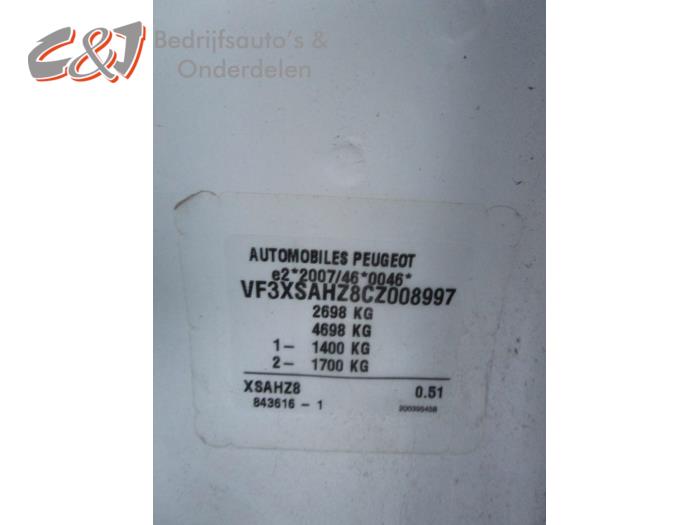 C&J Bedrijfsauto's &
Onderdelen
AUTOMOBILES PEUGEOT
e2*2007/46*0046*
VF3XSAHZ8CZ008997
2698 KG
4698 KG
1- 1400 KG
2- 1700 KG
XSAHZ8 0.51
843616 - 1